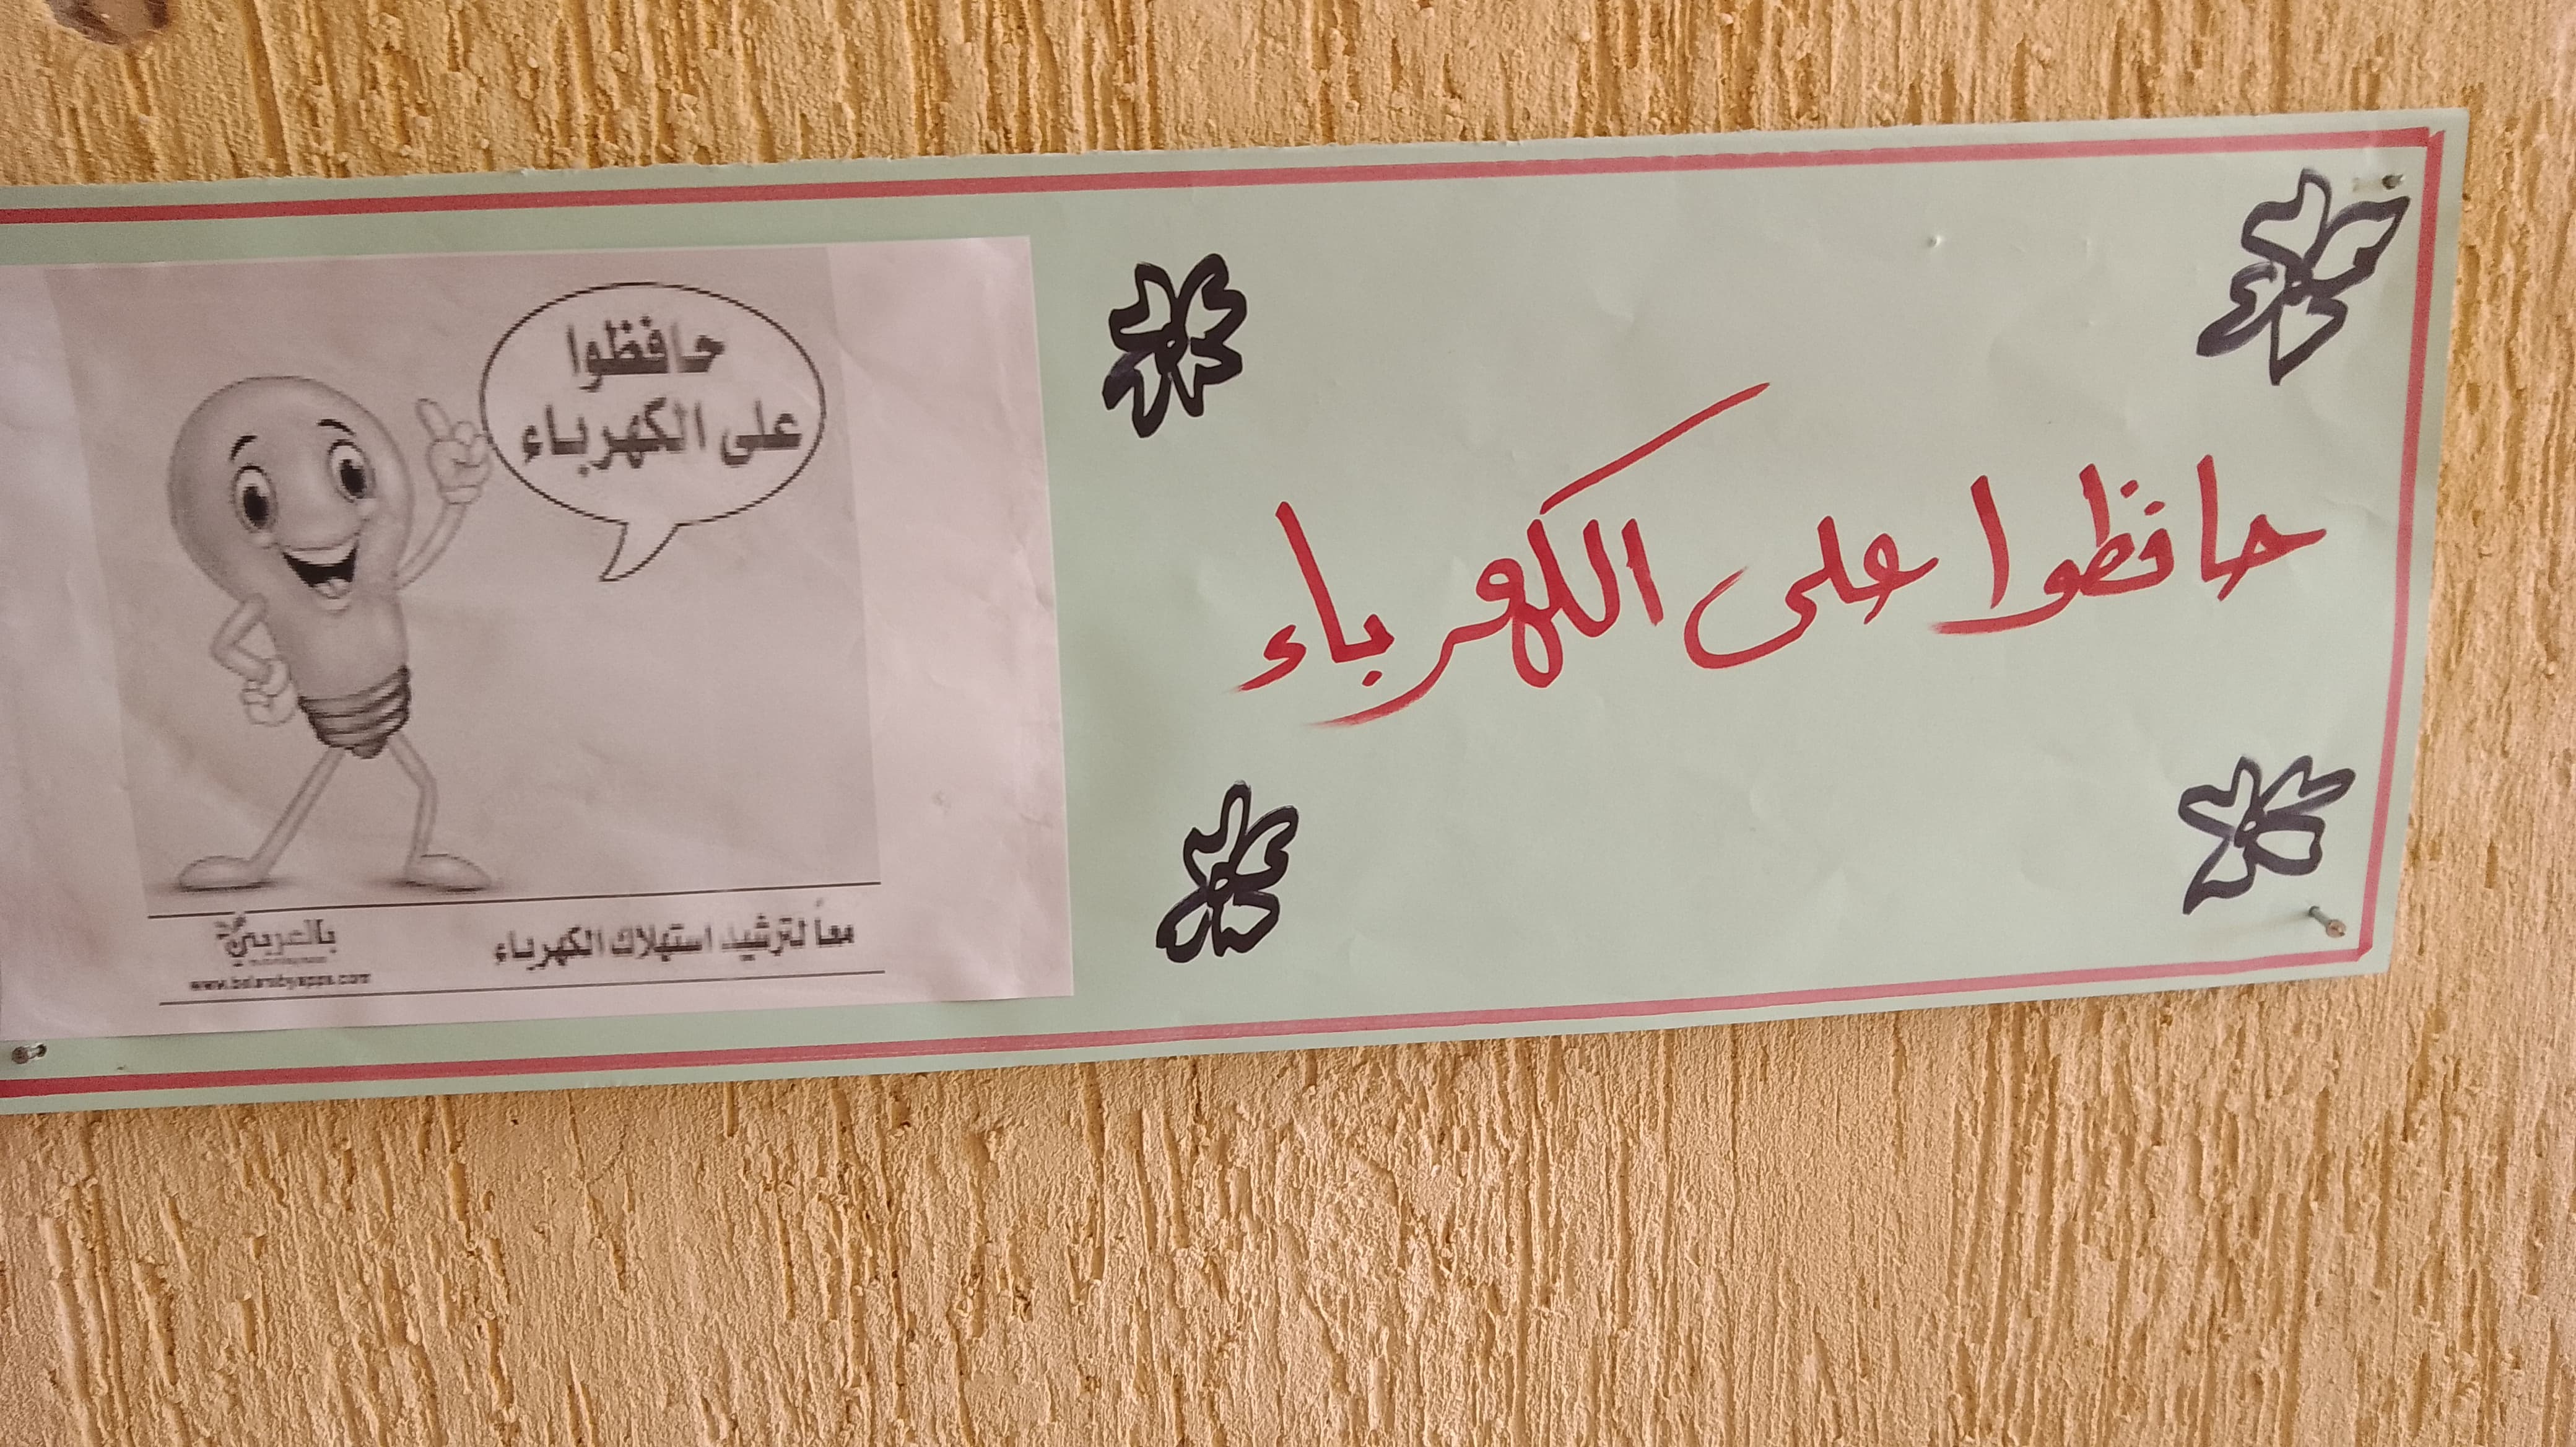 حافظوا على الكهرباء
حافظوا
على الكهرباء
معاً لترشيد استهلاك الكهرباء
بالعربي